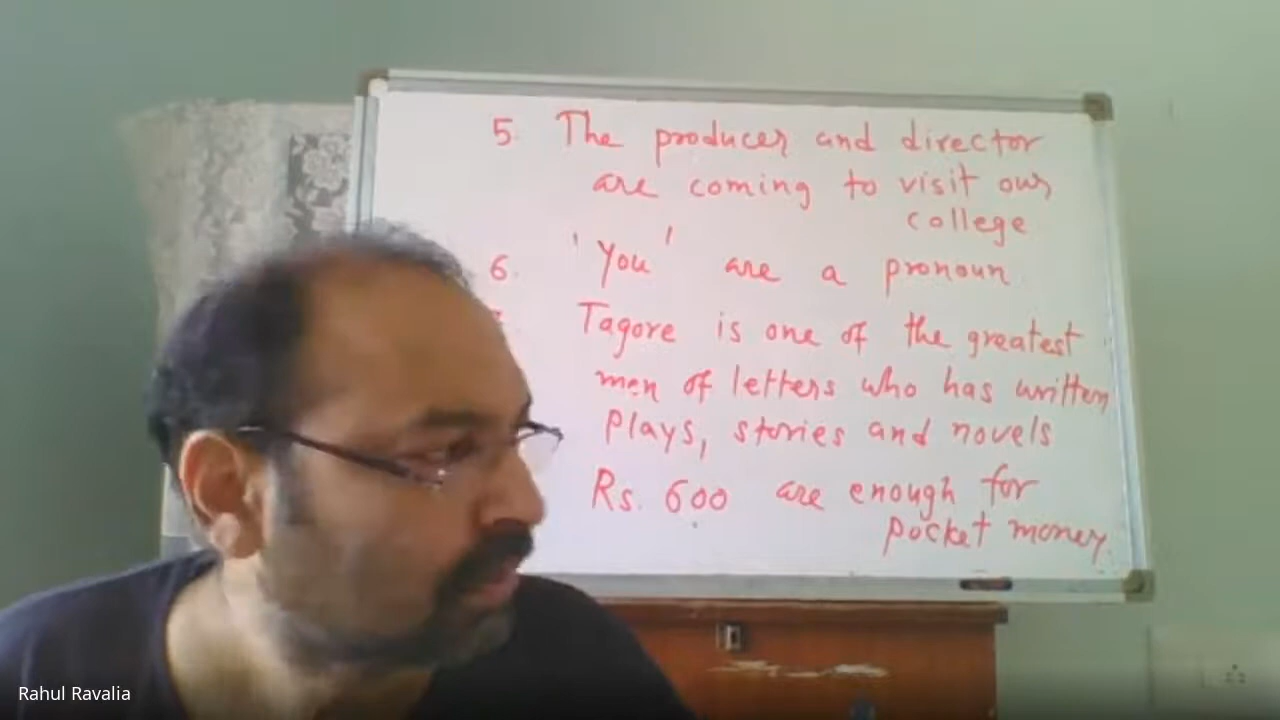 5. The producer and director
are coming to visit our
college
6. 'You' are a pronoun
Tagore is one of the greatest
men of letters who has written
Plays, stories and novels
Rs. 600 are enough for
pocket money
Rahul Ravalia